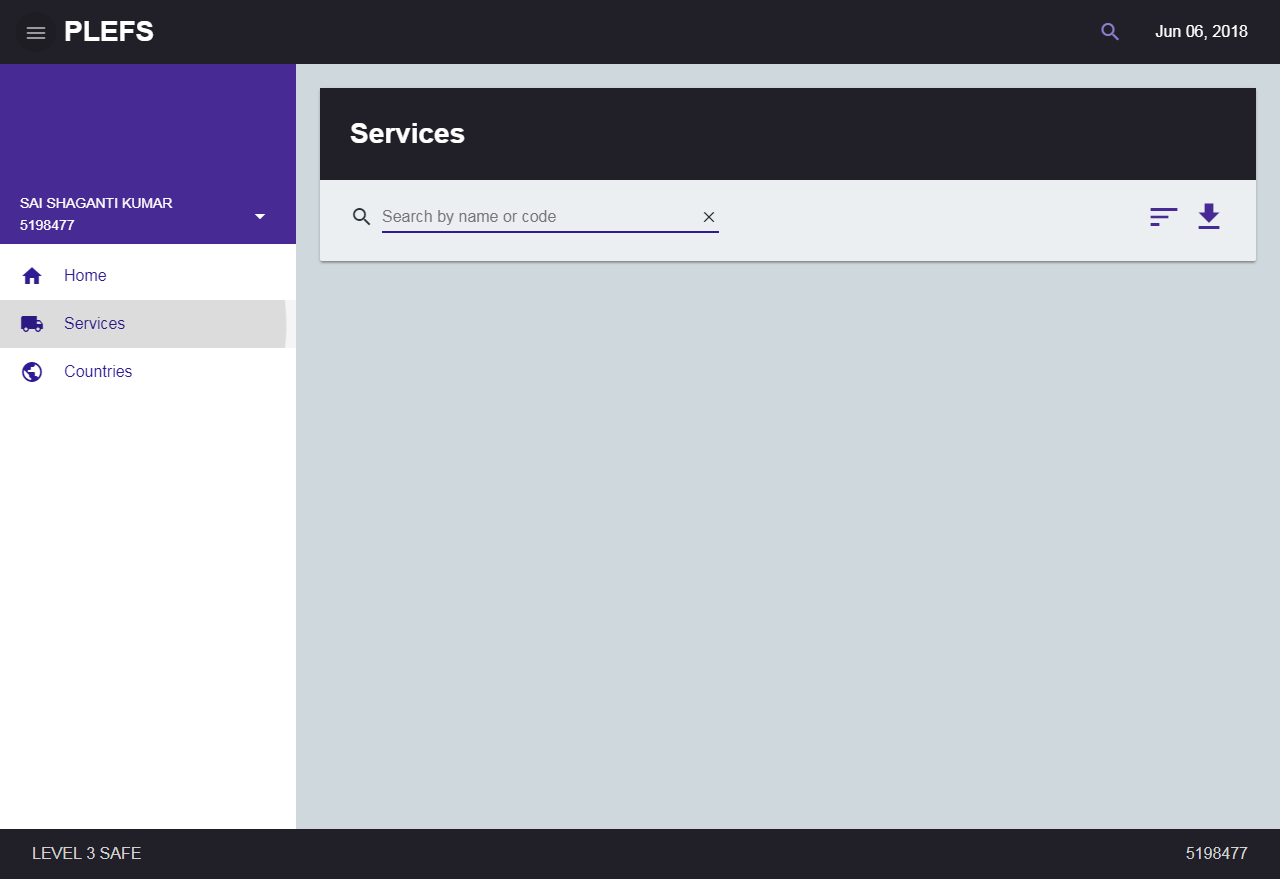 PLEFS
Jun 06, 2018
SAI SHAGANTI KUMAR
5198477
Home
Services
Countries
Services
Search by name or code
LEVEL 3 SAFE
5198477